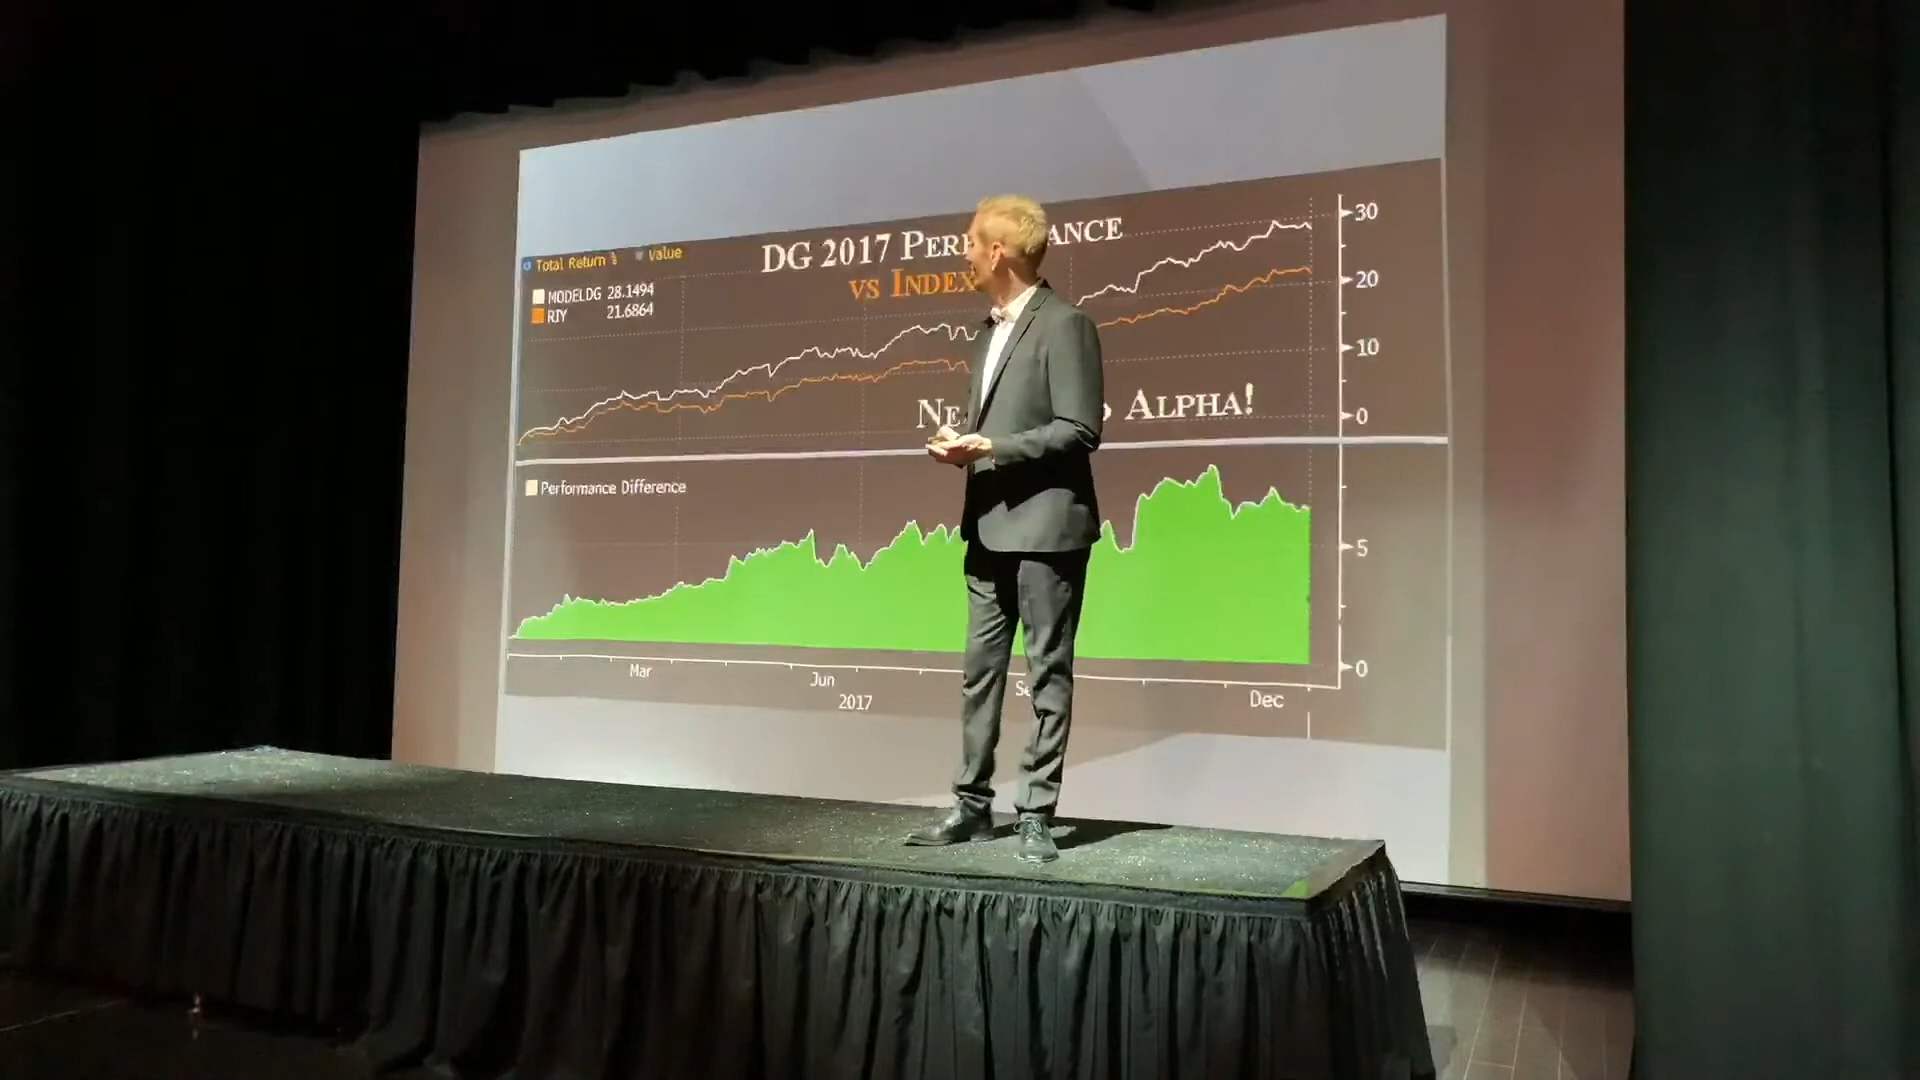 Total Return % Value
DG 2017 PER ANCE
VS INDEX
MODELDG 28.1494
RIY 21.6864
30
20
10
0
NE ALPHA!
Performance Difference
5
0
Mar Jun Dec
2017